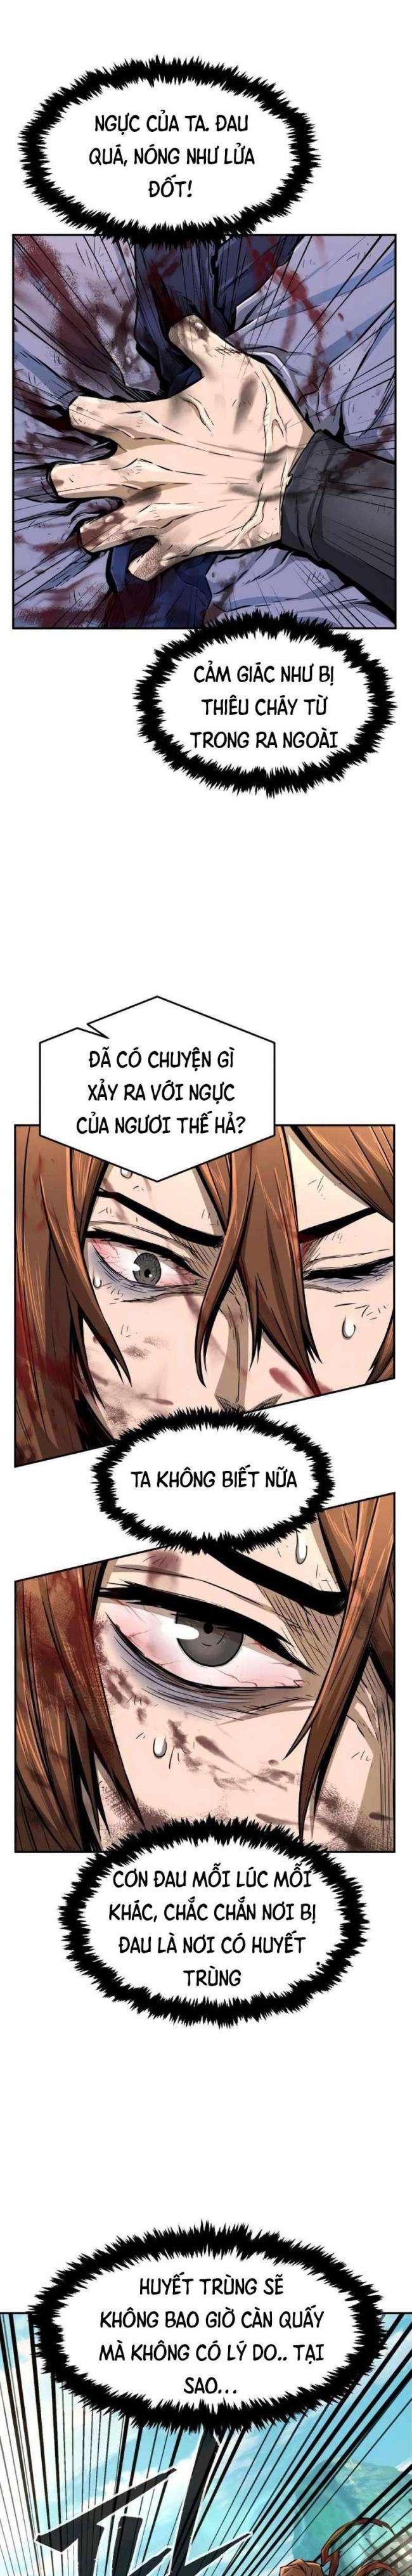 NGỰC CỦA TA. ĐAU
QUÁ, NÓNG NHƯ LỬA
ĐỐT!
CẢM GIÁC NHƯ BỊ
THIÊU CHÁY TỪ
TRONG RA NGOÀI
ĐÃ CÓ CHUYỆN GÌ
XẢY RA VỚI NGỰC
CỦA NGƯƠI THẾ HẢ?
TA KHÔNG BIẾT NỮA
CƠN ĐAU MỖI LÚC MỖI
KHÁC, CHẮC CHẮN NƠI BỊ
ĐAU LÀ NƠI CÓ HUYẾT
TRÙNG
HUYẾT TRÙNG SẼ
KHÔNG BAO GIỜ CÀN QUẤY
MÀ KHÔNG CÓ LÝ DO.. TẠI
SAO...